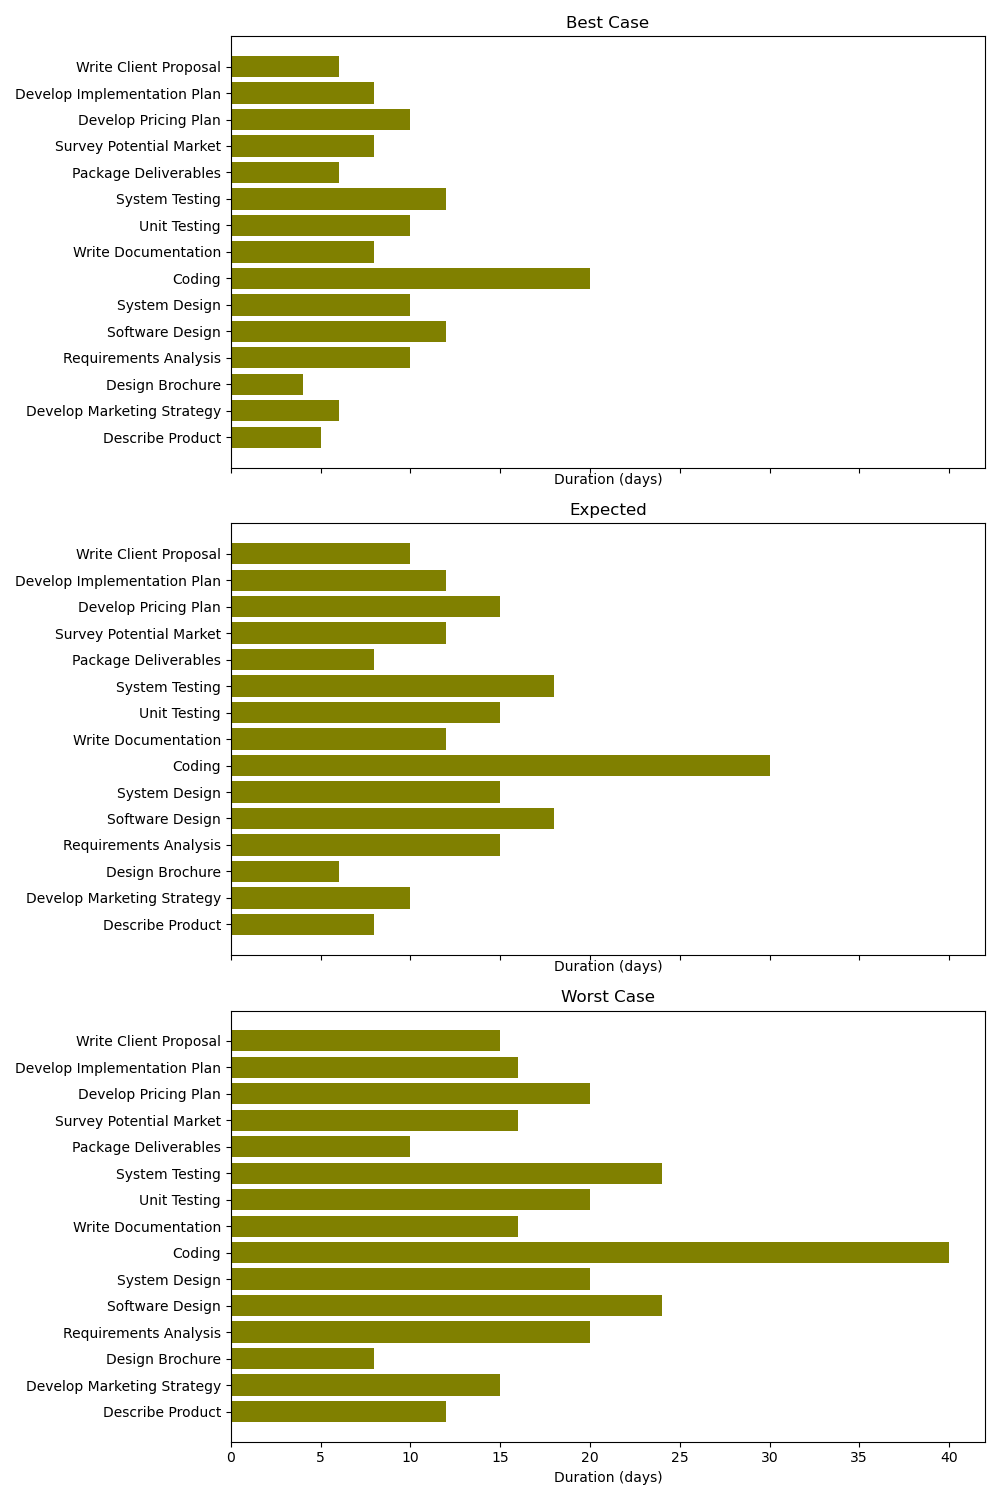 Best Case
Write Client Proposal
Develop Implementation Plan
Develop Pricing Plan
Survey Potential Market
Package Deliverables
System Testing
Unit Testing
Write Documentation
Coding
System Design
Software Design
Requirements Analysis
Design Brochure
Develop Marketing Strategy
Describe Product
Duration (days)
Expected
Write Client Proposal
Develop Implementation Plan
Develop Pricing Plan
Survey Potential Market
Package Deliverables
System Testing
Unit Testing
Write Documentation
Coding
System Design
Software Design
Requirements Analysis
Design Brochure
Develop Marketing Strategy
Describe Product
Duration (days)
Worst Case
Write Client Proposal
Develop Implementation Plan
Develop Pricing Plan
Survey Potential Market
Package Deliverables
System Testing
Unit Testing
Write Documentation
Coding
System Design
Software Design
Requirements Analysis
Design Brochure
Develop Marketing Strategy
Describe Product
0 5 10 15 20 25 30 35 40
Duration (days)